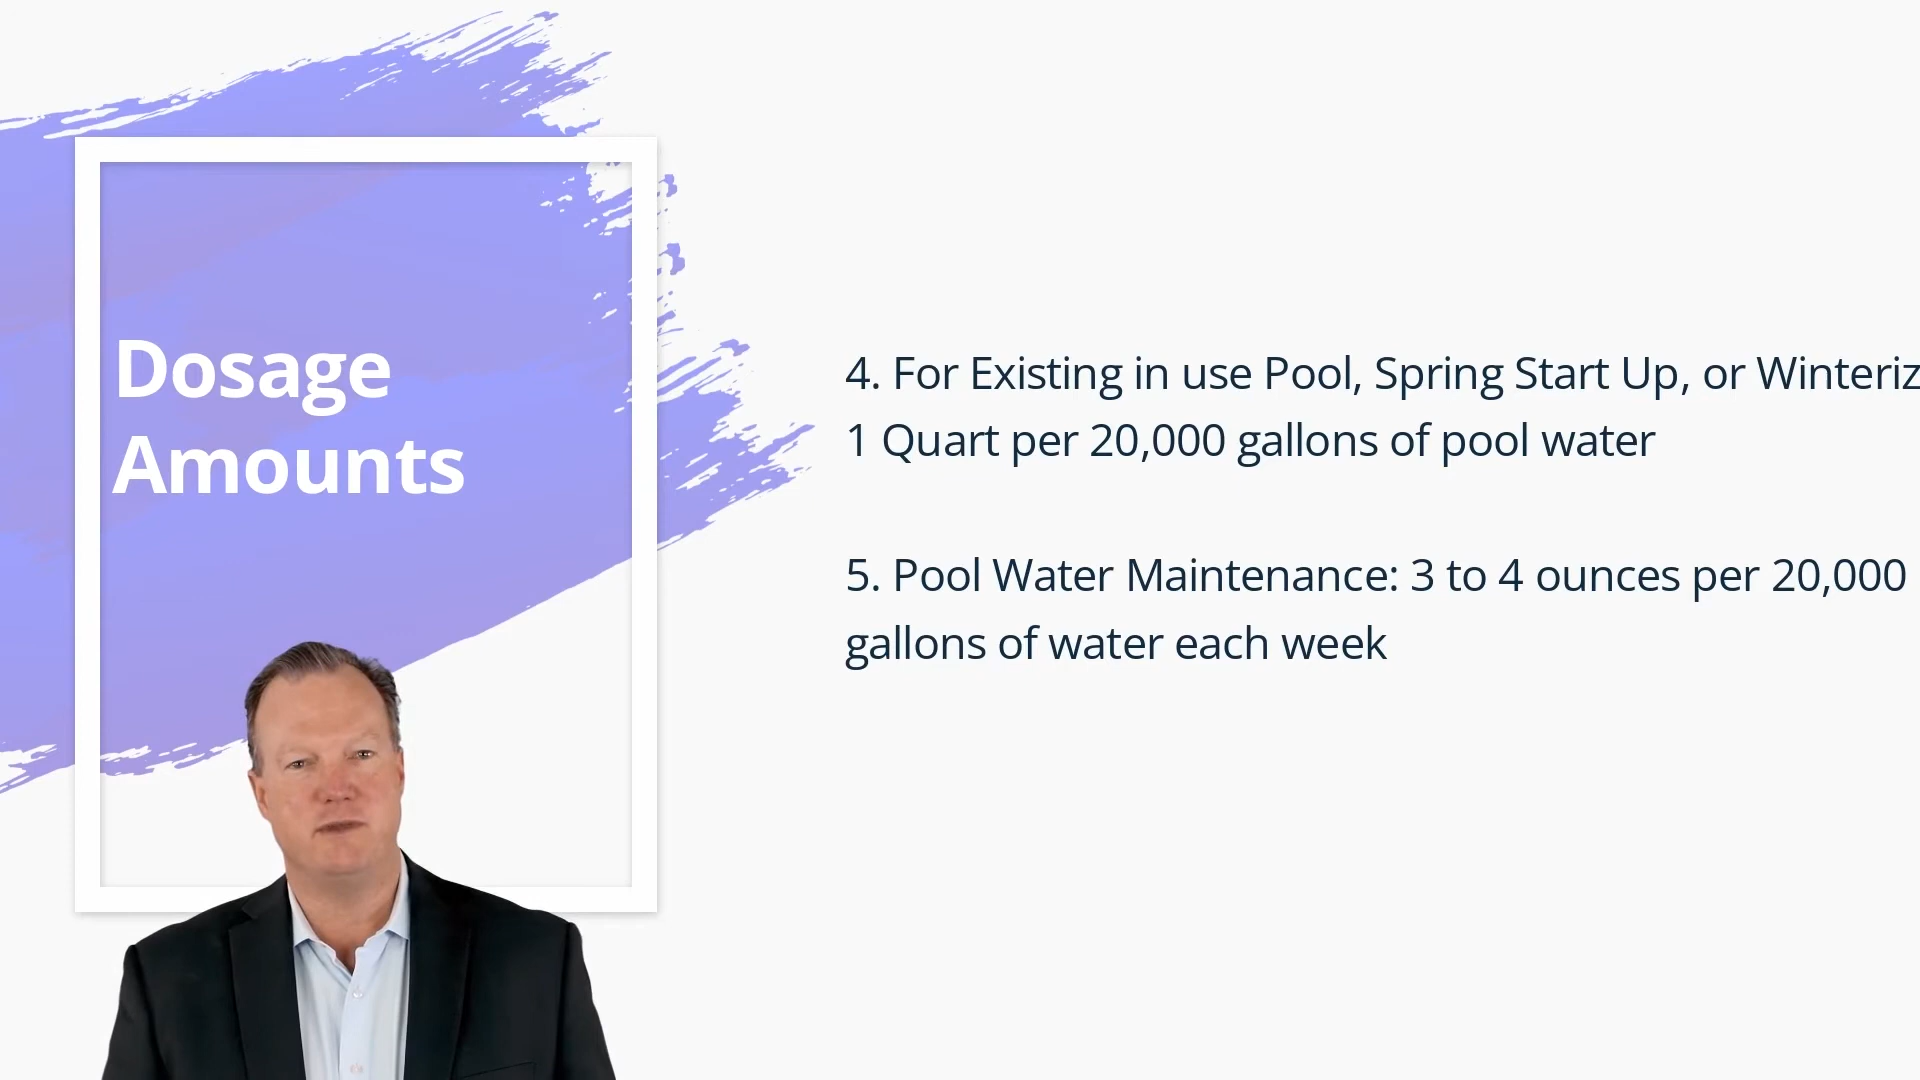 Dosage
Amounts
4. For Existing in use Pool, Spring Start Up, or Winteriz
1 Quart per 20,000 gallons of pool water
5. Pool Water Maintenance: 3 to 4 ounces per 20,000
gallons of water each week